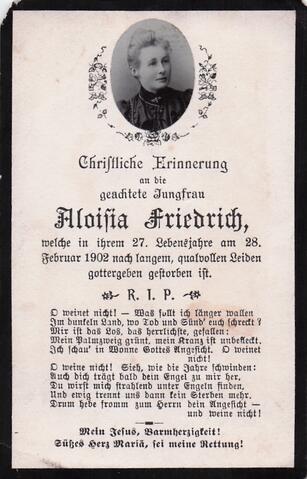 Christliche Erinnerung
an die
geachtete Jungfrau
Aloisia Friedrich,
welche in ihrem 27. Lebensjahre am 28.
Februar 1902 nach langem, qualvollen Leiden
gottergeben gestorben ist.
R. I. P.
O weinet nicht! — Was sollt ich länger wallen
Im dunkeln Land, wo Tod und Sünd' euch schreckt?
Mir ist das Los, das herrlichste, gefallen:
Mein Palmzweig grünt, mein Kranz ist unbefleckt.
Ich schau' in Wonne Gottes Angesicht. O weinet
nicht!
O weine nicht! Sieh, wie die Jahre schwinden:
Auch dich trägt bald dein Engel zu mir her.
Du wirst mich strahlend unter Engeln finden,
Und ewig trennt uns dann kein Sterben mehr.
Drum hebe fromm zum Herrn dein Angesicht —
und weine nicht!
Mein Jesus, Barmherzigkeit!
Süßes Herz Mariä, sei meine Rettung!